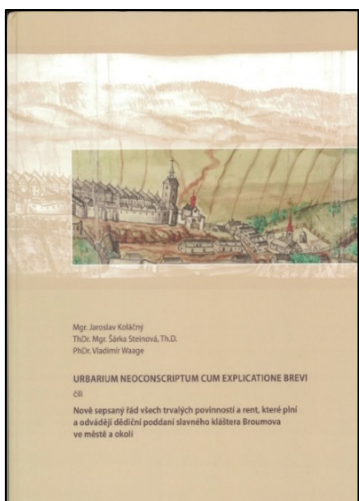 Mgr. Jaroslav Koláčný
ThDr. Mgr. Šárka Steinová, Th.D.
PhDr. Vladimír Waage
URBARIUM NEOCONSCRIPTUM CUM EXPLICATIONE BREVI
čili
Nově sepsaný řád všech trvalých povinností a rent, které plní
a odvádějí dědiční poddaní slavného kláštera Broumova
ve městě a okolí